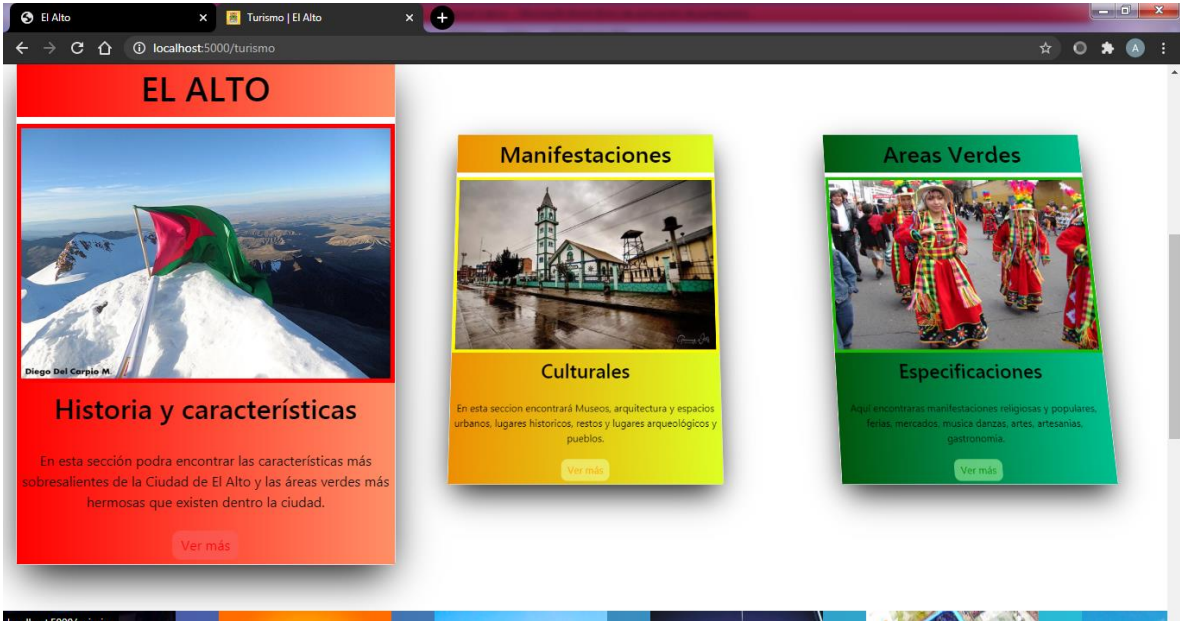 El Alto
Turismo | El Alto
localhost:5000/turismo
A
EL ALTO
Diego Del Carpio M
Historia y características
En esta sección podra encontrar las características más
sobresalientes de la Ciudad de El Alto y las áreas verdes más
hermosas que existen dentro la ciudad.
Ver más
Manifestaciones
Culturales
En esta seccion encontrará Museos, arquitectura y espacios
urbanos, lugares historicos, restos y lugares arqueológicos y
pueblos.
Ver más
Areas Verdes
Especificaciones
Aqui encontraras manifestaciones religiosas y populares,
ferias, mercados, musica danzas, artes, artesanias,
gastronomia.
Ver más